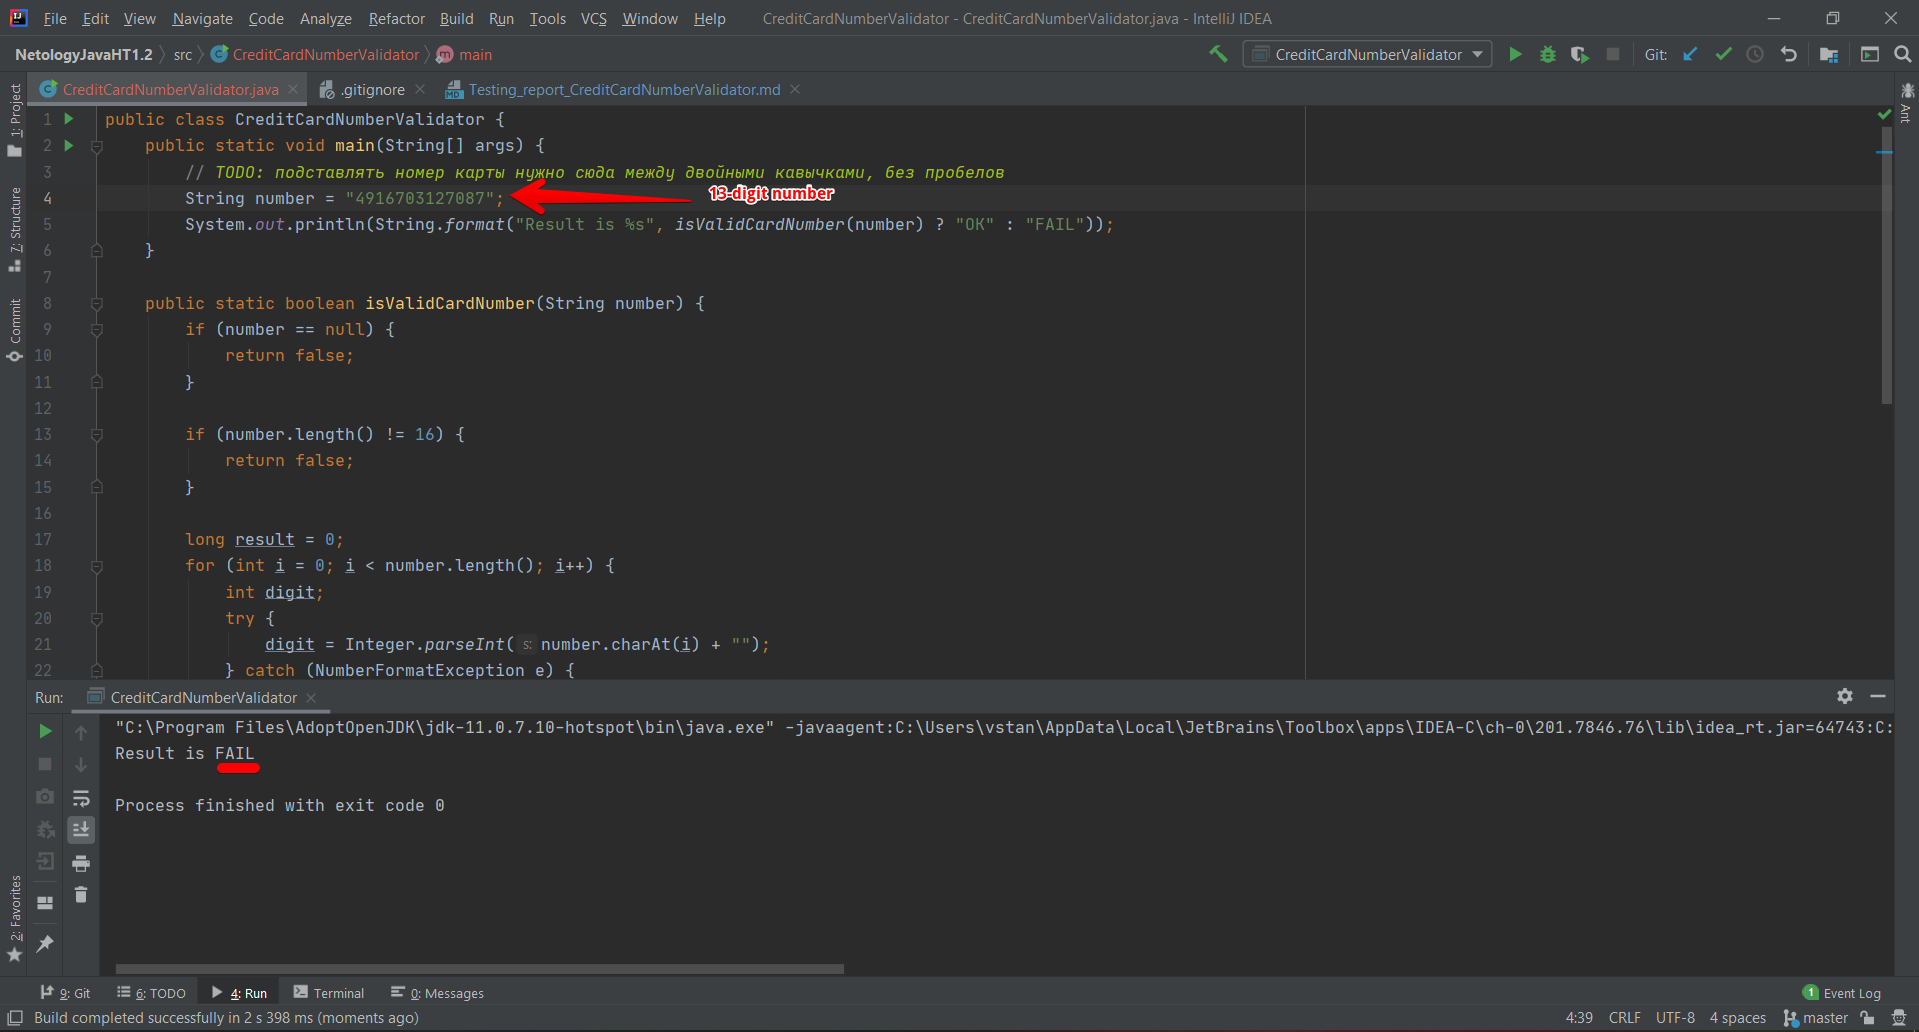 File Edit View Navigate Code Analyze Refactor Build Run Tools VCS Window Help CreditCardNumberValidator - CreditCardNumberValidator.java - IntelliJ IDEA
NetologyJavaHT1.2 src CreditCardNumberValidator main CreditCardNumberValidator Git:
CreditCardNumberValidator.java .gitignore Testing_report_CreditCardNumberValidator.md
1: Project
7: Structure
Commit
2: Favorites
Ant
1 public class CreditCardNumberValidator {
2 public static void main(String[] args) {
3 // TODO: подставлять номер карты нужно сюда между двойными кавычками, без пробелов
4 String number = "4916703127087"; 13-digit number
5 System.out.println(String.format("Result is %s", isValidCardNumber(number) ? "OK" : "FAIL"));
6 }
7
8 public static boolean isValidCardNumber(String number) {
9 if (number == null) {
10 return false;
11 }
12
13 if (number.length() != 16) {
14 return false;
15 }
16
17 long result = 0;
18 for (int i = 0; i < number.length(); i++) {
19 int digit;
20 try {
21 digit = Integer.parseInt( s: number.charAt(i) + "");
22 } catch (NumberFormatException e) {
Run: CreditCardNumberValidator
"C:\Program Files\AdoptOpenJDK\jdk-11.0.7.10-hotspot\bin\java.exe" -javaagent:C:\Users\vstan\AppData\Local\JetBrains\Toolbox\apps\IDEA-C\ch-0\201.7846.76\lib\idea_rt.jar=64743:C:
Result is FAIL
Process finished with exit code 0
9: Git 6: TODO 4: Run Terminal 0: Messages 1 Event Log
Build completed successfully in 2 s 398 ms (moments ago) 4:39 CRLF UTF-8 4 spaces master